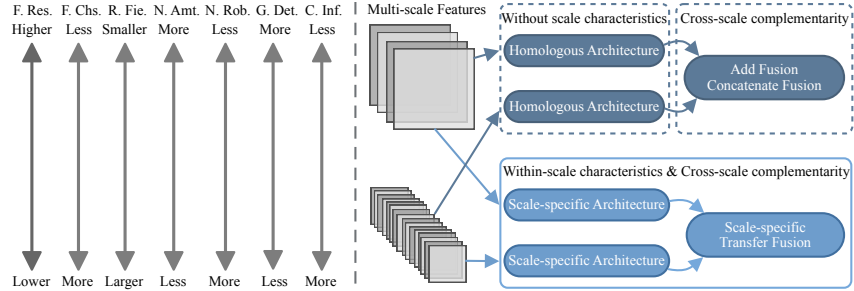 F. Res. F. Chs. R. Fie. N. Amt. N. Rob. G. Det. C. Inf.
Higher Less Smaller More Less More Less
Lower More Larger Less More Less More
Multi-scale Features
Without scale characteristics
Cross-scale complementarity
Homologous Architecture
Homologous Architecture
Add Fusion
Concatenate Fusion
Within-scale characteristics & Cross-scale complementarity
Scale-specific Architecture
Scale-specific Architecture
Scale-specific
Transfer Fusion